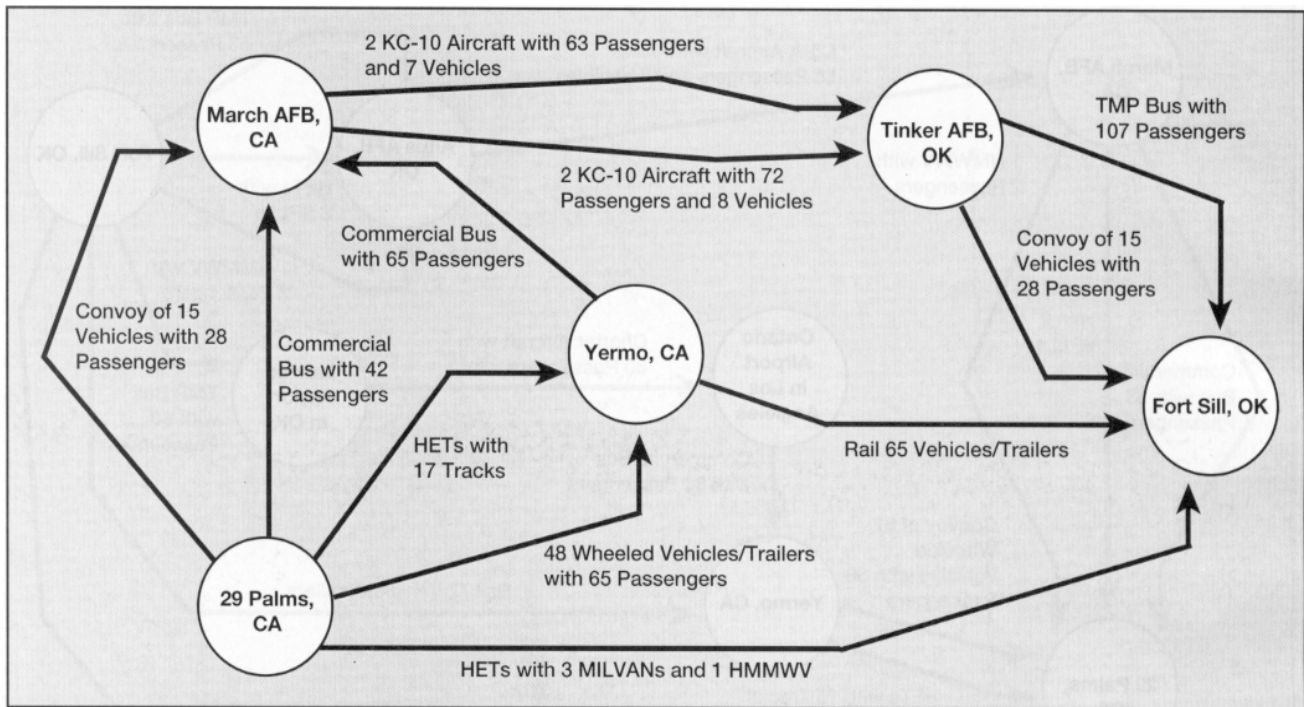 2 KC-10 Aircraft with 63 Passengers
and 7 Vehicles
March AFB,
CA
Tinker AFB,
OK
TMP Bus with
107 Passengers
2 KC-10 Aircraft with 72
Passengers and 8 Vehicles
Commercial Bus
with 65 Passengers
Convoy of 15
Vehicles with
28 Passengers
Convoy of 15
Vehicles with 28
Passengers
Commercial
Bus with 42
Passengers
Yermo, CA
Fort Sill, OK
HETs with
17 Tracks
Rail 65 Vehicles/Trailers
48 Wheeled Vehicles/Trailers
with 65 Passengers
29 Palms,
CA
HETs with 3 MILVANs and 1 HMMWV